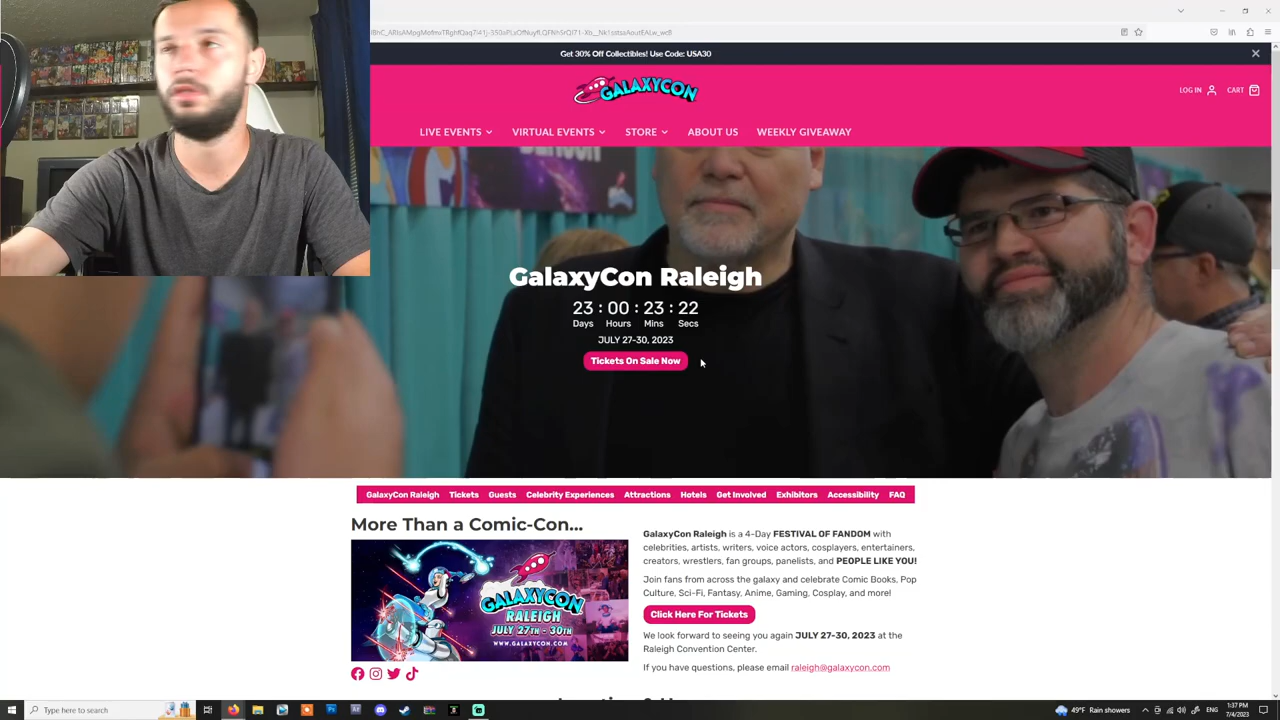 Get 30% Off Collectibles! Use Code: USA30
GALAXYCON
LOG IN
CART
LIVE EVENTS
VIRTUAL EVENTS
STORE
ABOUT US
WEEKLY GIVEAWAY
GalaxyCon Raleigh
23 : 00 : 23 : 22
Days Hours Mins Secs
JULY 27-30, 2023
Tickets On Sale Now
GalaxyCon Raleigh Tickets Guests Celebrity Experiences Attractions Hotels Get Involved Exhibitors Accessibility FAQ
More Than a Comic-Con...
GALAXYCON
RALEIGH
JULY 27TH - 30TH
WWW.GALAXYCON.COM
GalaxyCon Raleigh is a 4-Day FESTIVAL OF FANDOM with
celebrities, artists, writers, voice actors, cosplayers, entertainers,
creators, wrestlers, fan groups, panelists, and PEOPLE LIKE YOU!
Join fans from across the galaxy and celebrate Comic Books, Pop
Culture, Sci-Fi, Fantasy, Anime, Gaming, Cosplay, and more!
Click Here For Tickets
We look forward to seeing you again JULY 27-30, 2023 at the
Raleigh Convention Center.
If you have questions, please email raleigh@galaxycon.com
Type here to search
49°F Rain showers
ENG
1:37 PM
7/4/2023